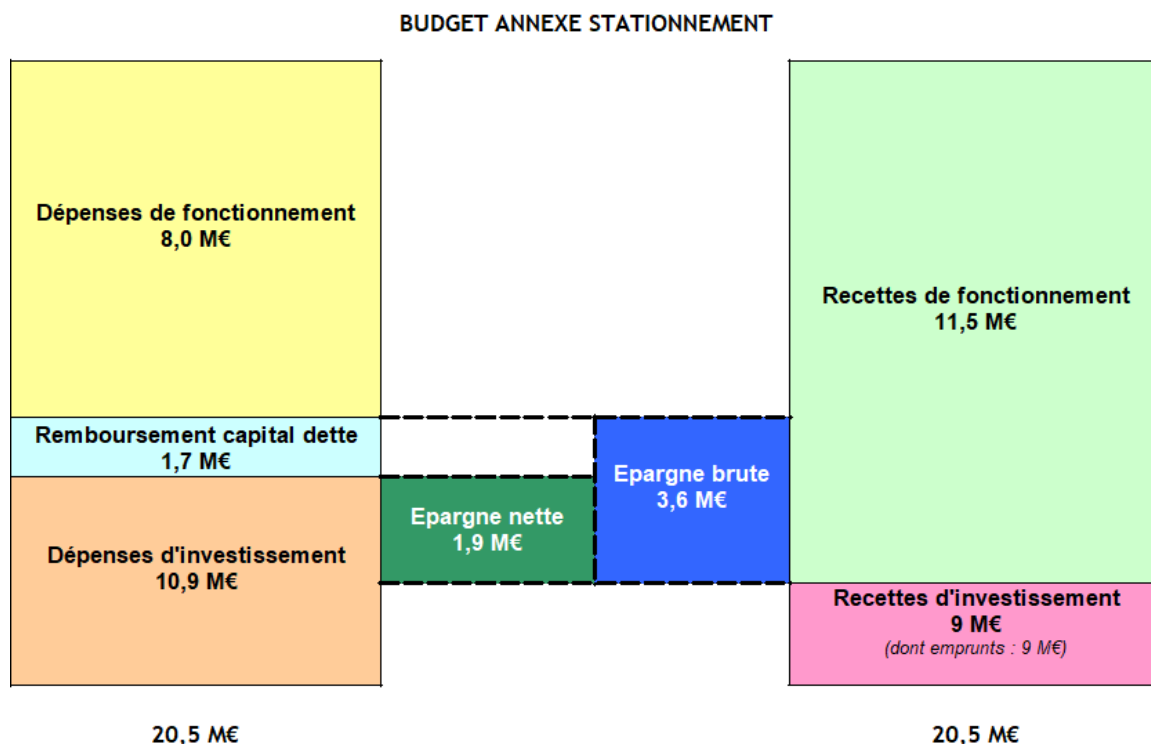 BUDGET ANNEXE STATIONNEMENT
Dépenses de fonctionnement
8,0 M€
Remboursement capital dette
1,7 M€
Dépenses d'investissement
10,9 M€
Epargne nette
1,9 M€
Epargne brute
3,6 M€
Recettes de fonctionnement
11,5 M€
Recettes d'investissement
9 M€
(dont emprunts : 9 M€)
20,5 M€
20,5 M€